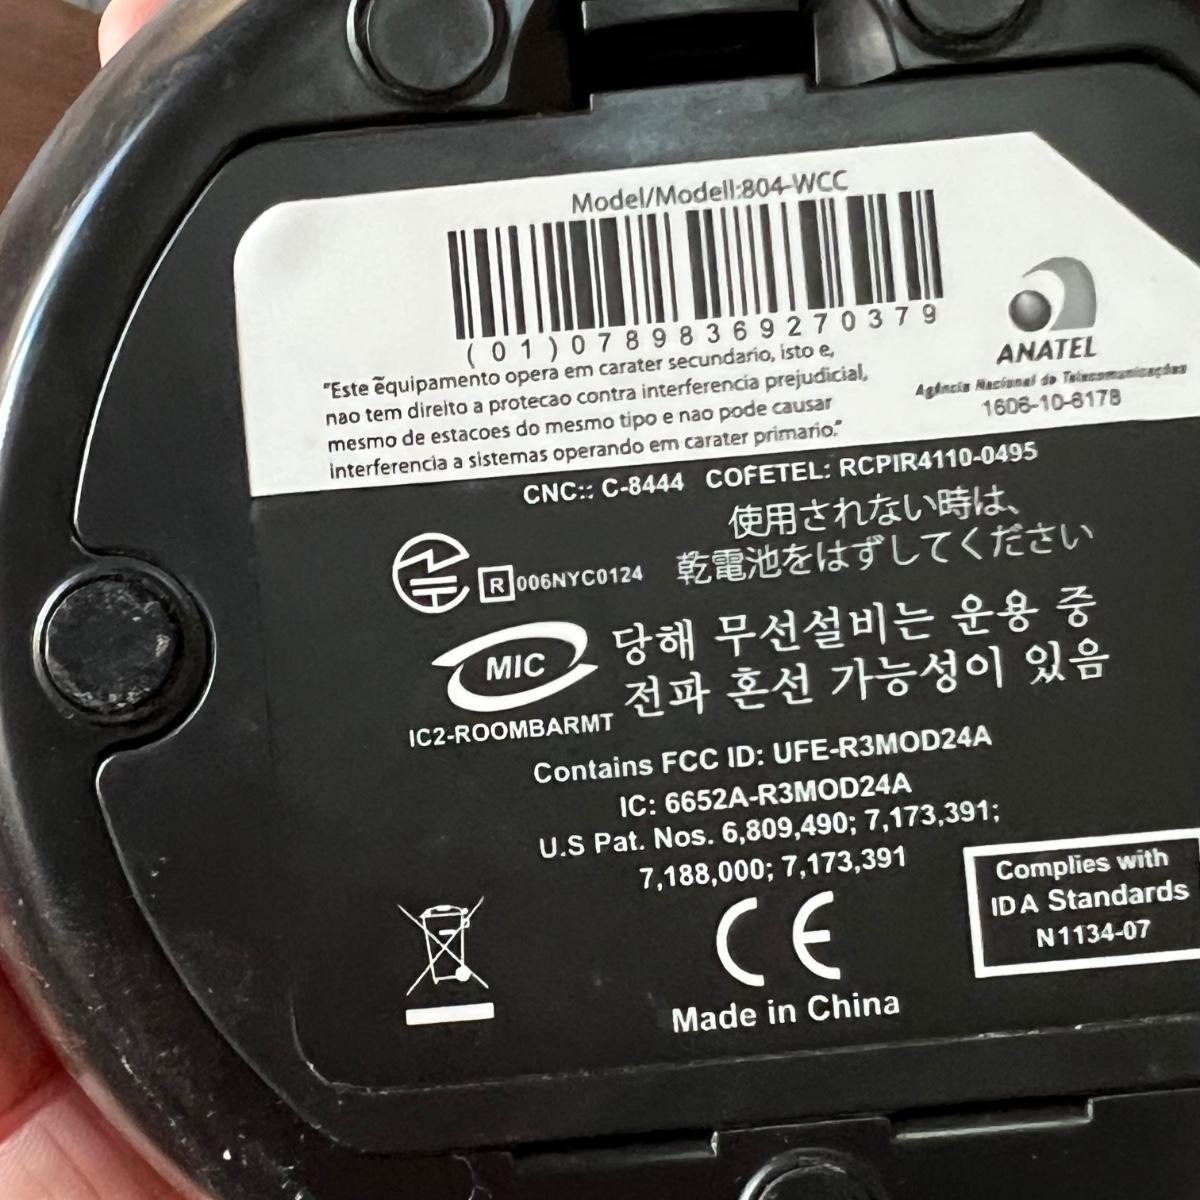 Model/Modell:804-WCC
(01)07898369270379
"Este equipamento opera em carater secundario, isto e,
nao tem direito a protecao contra interferencia prejudicial,
mesmo de estacoes do mesmo tipo e nao pode causar
interferencia a sistemas operando em carater primario."
ANATEL
Agência Nacional de Telecomunicações
1606-10-6178
CNC:: C-8444 COFETEL: RCPIR4110-0495
使用されない時は、
乾電池をはずしてください
R 006NYC0124
MIC
당해 무선설비는 운용 중
전파 혼선 가능성이 있음
IC2-ROOMBARMT
Contains FCC ID: UFE-R3MOD24A
IC: 6652A-R3MOD24A
U.S Pat. Nos. 6,809,490; 7,173,391;
7,188,000; 7,173,391
CE
Made in China
Complies with
IDA Standards
N1134-07